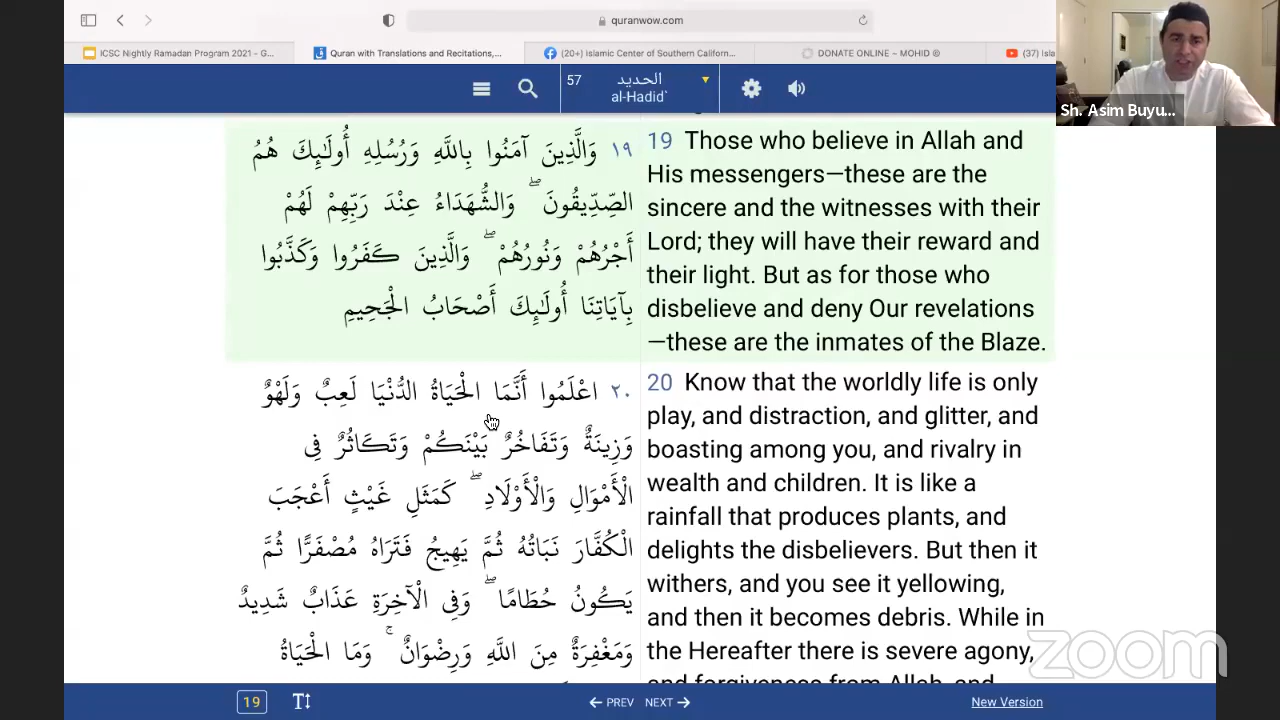 quranwow.com
ICSC Nightly Ramadan Program 2021 - G...
Quran with Translations and Recitations,...
(20+) Islamic Center of Southern Californ...
DONATE ONLINE ~ MOHID ®
(37) Isla
57
الحديد
al-Hadid`
Sh. Asim Buyu...
١٩ وَالَّذِينَ آمَنُوا بِاللَّهِ وَرُسُلِهِ أُولَٰئِكَ هُمُ
الصِّدِّيقُونَ ۖ وَالشُّهَدَاءُ عِنْدَ رَبِّهِمْ لَهُمْ
أَجْرُهُمْ وَنُورُهُمْ ۖ وَالَّذِينَ كَفَرُوا وَكَذَّبُوا
بِآيَاتِنَا أُولَٰئِكَ أَصْحَابُ الْجَحِيمِ
19 Those who believe in Allah and
His messengers—these are the
sincere and the witnesses with their
Lord; they will have their reward and
their light. But as for those who
disbelieve and deny Our revelations
—these are the inmates of the Blaze.
٢٠ اعْلَمُوا أَنَّمَا الْحَيَاةُ الدُّنْيَا لَعِبٌ وَلَهْوٌ
وَزِينَةٌ وَتَفَاخُرٌ بَيْنَكُمْ وَتَكَاثُرٌ فِي
الْأَمْوَالِ وَالْأَوْلَادِ ۖ كَمَثَلِ غَيْثٍ أَعْجَبَ
الْكُفَّارَ نَبَاتُهُ ثُمَّ يَهِيجُ فَتَرَاهُ مُصْفَرًّا ثُمَّ
يَكُونُ حُطَامًا ۖ وَفِي الْآخِرَةِ عَذَابٌ شَدِيدٌ
وَمَغْفِرَةٌ مِنَ اللَّهِ وَرِضْوَانٌ ۚ وَمَا الْحَيَاةُ
20 Know that the worldly life is only
play, and distraction, and glitter, and
boasting among you, and rivalry in
wealth and children. It is like a
rainfall that produces plants, and
delights the disbelievers. But then it
withers, and you see it yellowing,
and then it becomes debris. While in
the Hereafter there is severe agony,
and forgiveness from Allah, and
zoom
19
PREV NEXT
New Version